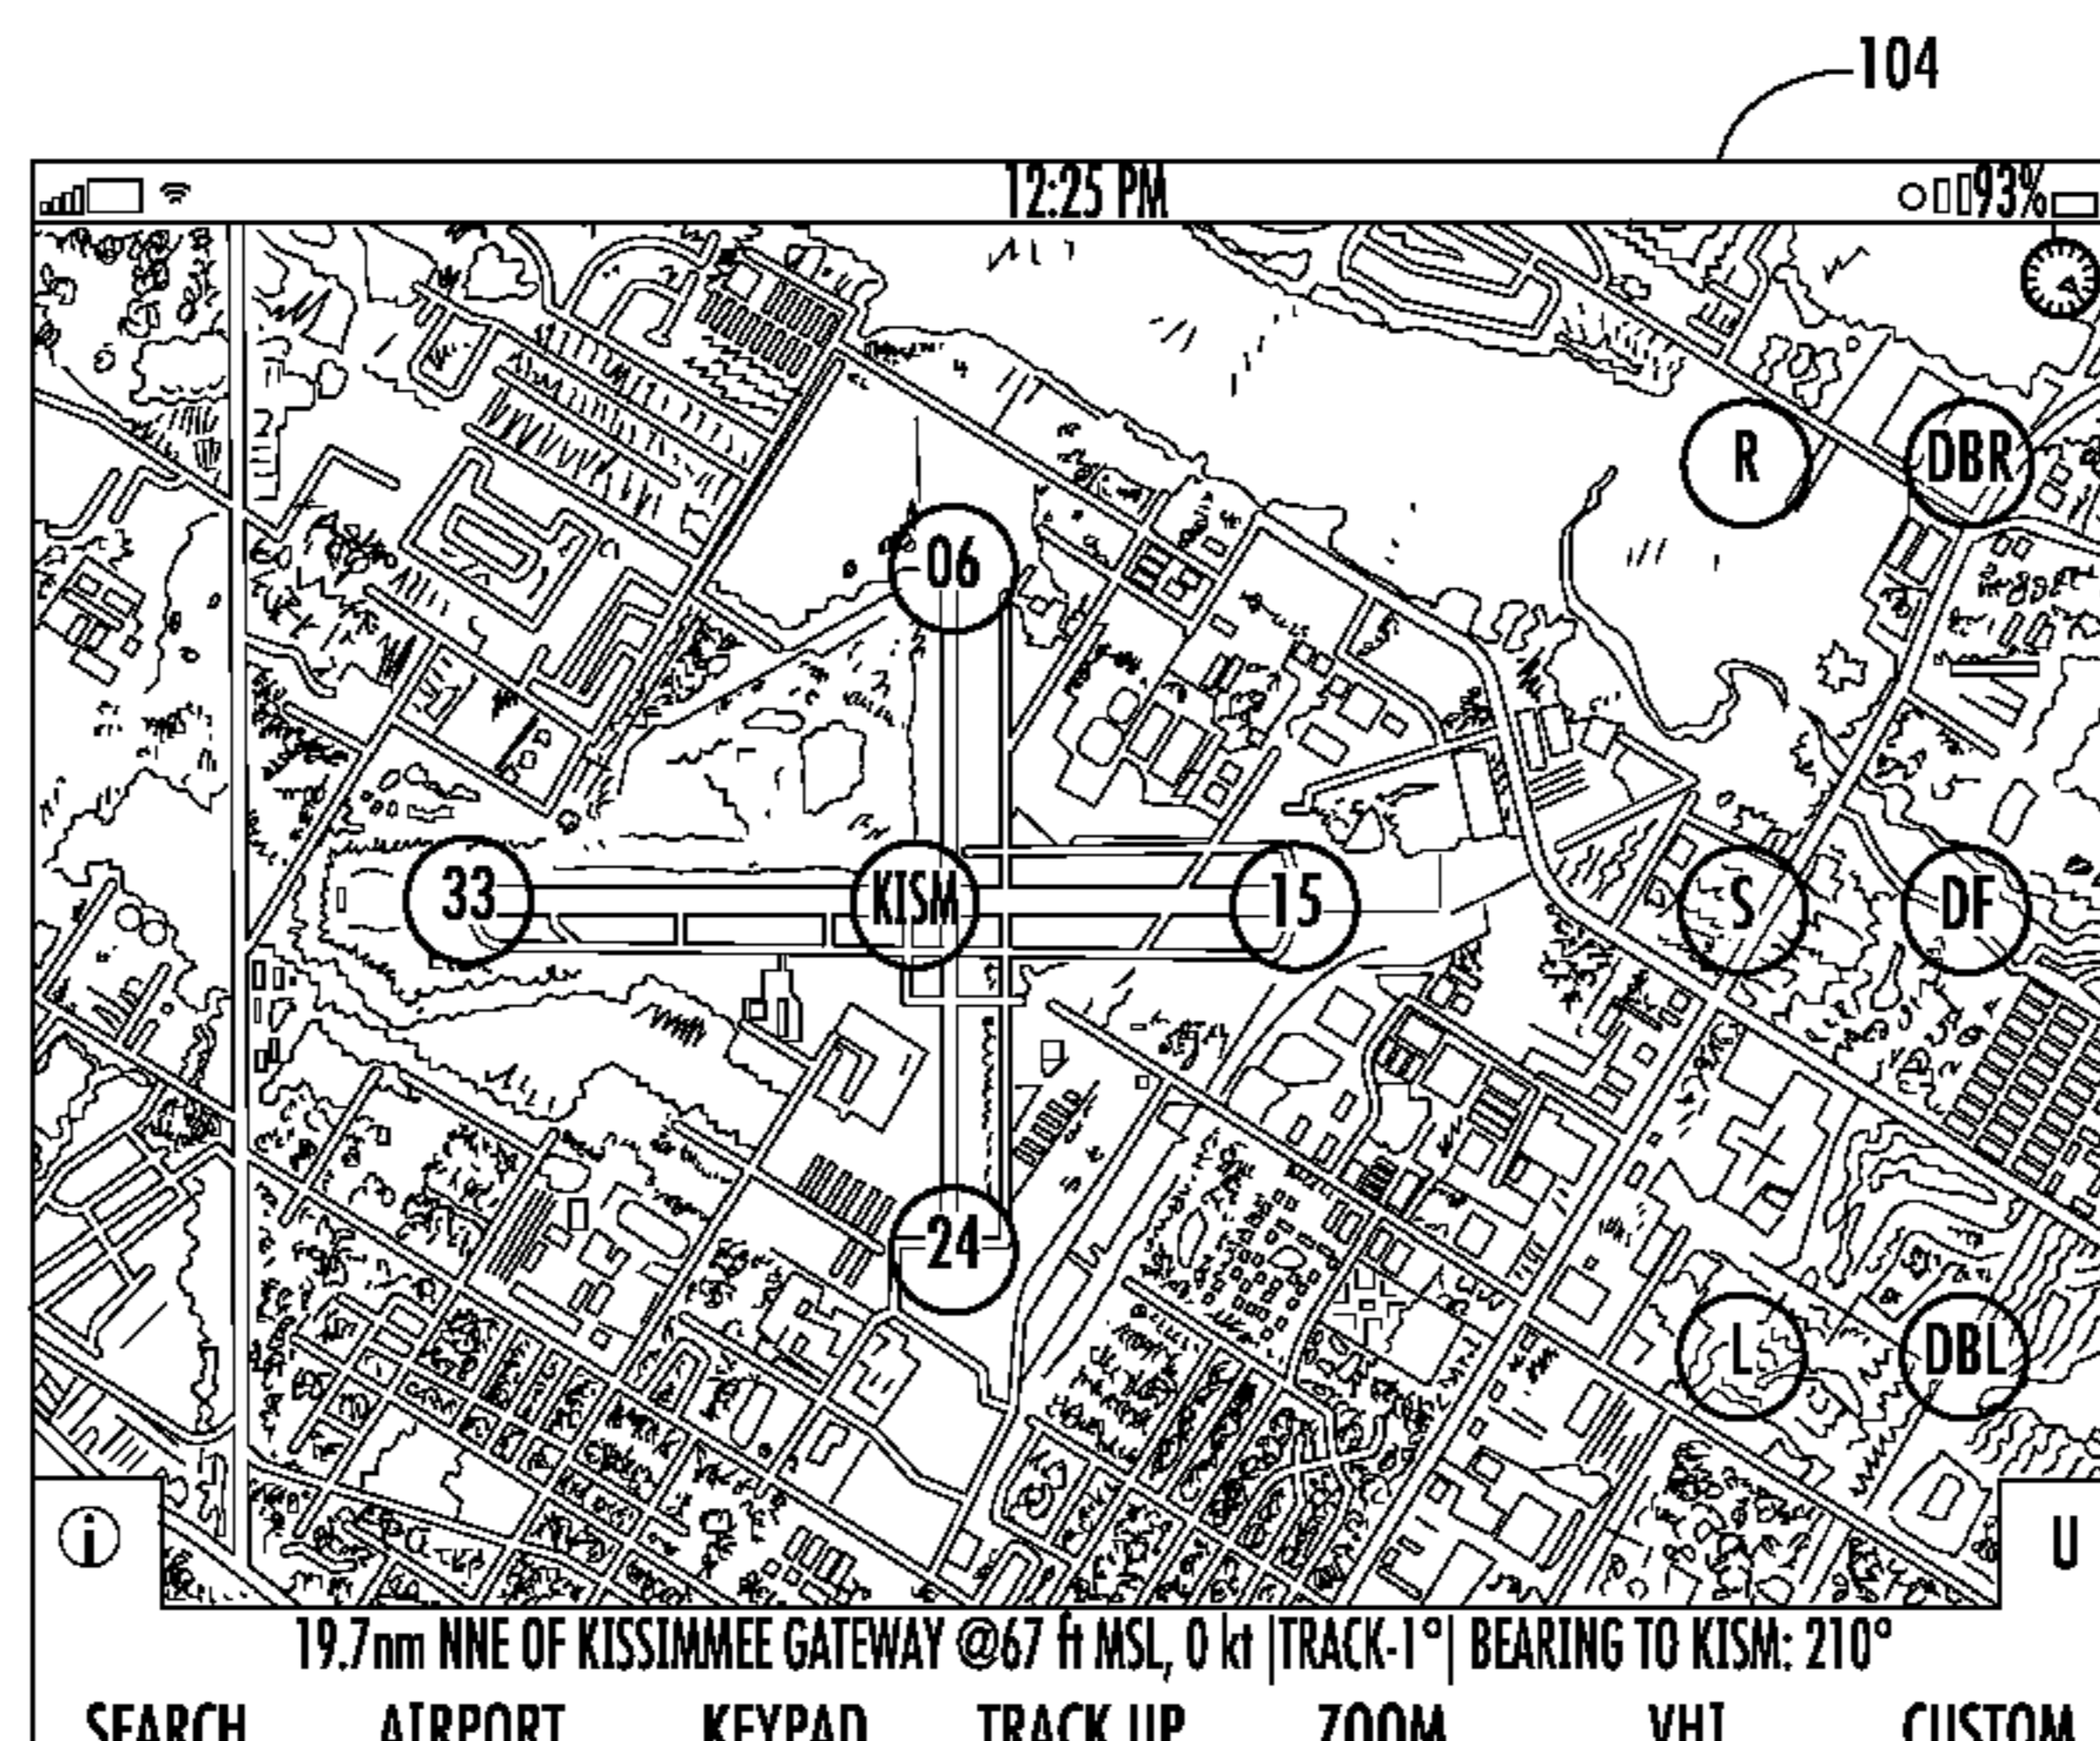 104
12:25 PM
93%
R DBR
06
33 KISM 15 S DF
24
L DBL
i U
19.7nm NNE OF KISSIMMEE GATEWAY @67 ft MSL, 0 kt |TRACK-1°| BEARING TO KISM: 210°
SEARCH AIRPORT KEYPAD TRACK UP ZOOM VHI CUSTOM